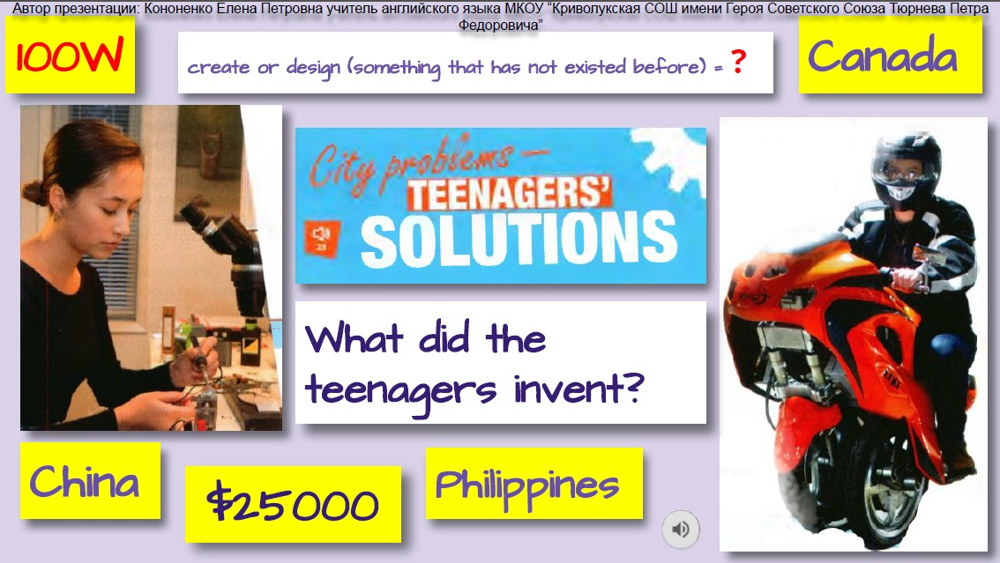 Автор презентации: Кононенко Елена Петровна учитель английского языка МКОУ “Криволукская СОШ имени Героя Советского Союза Тюрнева Петра
Федоровича”
100W
create or design (something that has not existed before) = ?
Canada
City problems —
TEENAGERS’
SOLUTIONS
What did the
teenagers invent?
China
$25000
Philippines